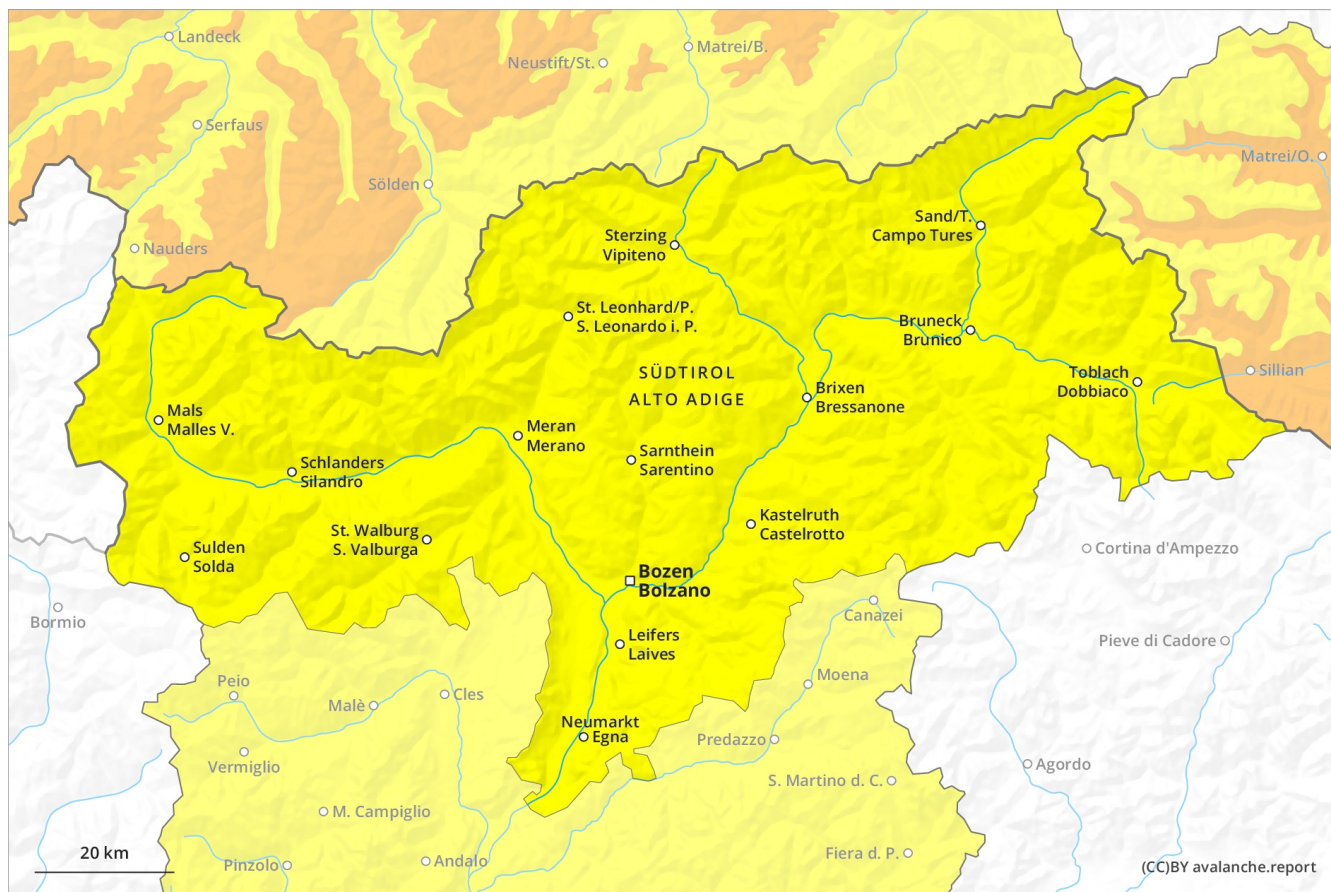 Landeck
Matrei/B.
Neustift/St.
Serfaus
Matrei/O.
Sölden
Sand/T.
Campo Tures
Sterzing
Vipiteno
Nauders
St. Leonhard/P.
S. Leonardo i. P.
Bruneck
Brunico
SÜDTIROL
ALTO ADIGE
Toblach
Dobbiaco
Sillian
Brixen
Bressanone
Mals
Malles V.
Meran
Merano
Sarnthein
Sarentino
Schlanders
Silandro
Kastelruth
Castelrotto
St. Walburg
S. Valburga
Sulden
Solda
Cortina d'Ampezzo
Bozen
Bolzano
Bormio
Canazei
Leifers
Laives
Pieve di Cadore
Peio
Moena
Cles
Malè
Neumarkt
Egna
Predazzo
Vermiglio
Agordo
S. Martino d. C.
M. Campiglio
20 km
Andalo
Fiera d. P.
Pinzolo
(CC)BY avalanche.report